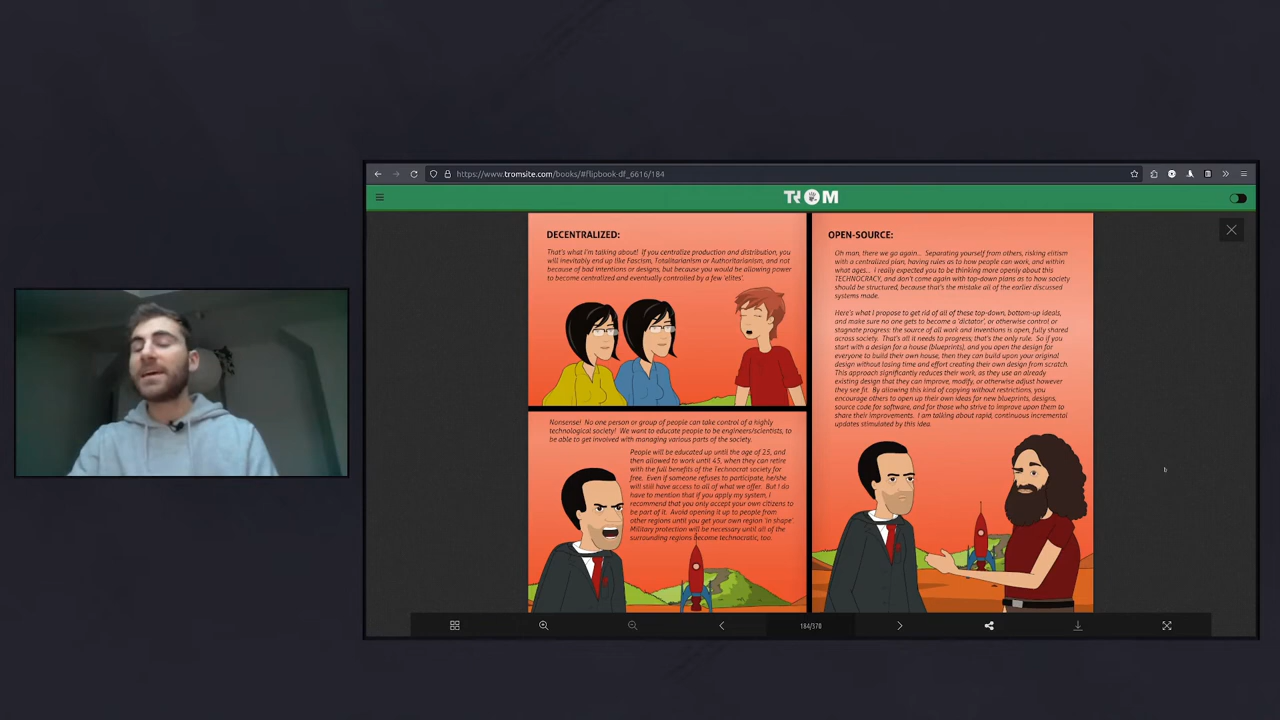 https://www.tromsite.com/books/#flipbook-df_6616/184
TROM
DECENTRALIZED:
That's what I'm talking about! If you centralize production and distribution, you
will inevitably end up like Fascism, Totalitarianism or Authoritarianism, and not
because of bad intentions or designs, but because you would be allowing power
to become centralized and eventually controlled by a few 'elites'.
Nonsense! No one person or group of people can take control of a highly
technological society! We want to educate people to be engineers/scientists, to
be able to get involved with managing various parts of the society.
People will be educated up until the age of 25, and
then allowed to work until 45, when they can retire
with the full benefits of the Technocrat society for
free. Even if someone refuses to participate, he/she
will still have access to all of what we offer. But I do
have to mention that if you apply my system, I
recommend that you only accept your own citizens to
be part of it. Avoid opening it up to people from
other regions until you get your own region 'in shape'.
Military protection will be necessary until all of the
surrounding regions become technocratic, too.
OPEN-SOURCE:
Oh man, there we go again... Separating yourself from others, risking elitism
with a centralized plan, having rules as to how people can work, and within
what ages... I really expected you to be thinking more openly about this
TECHNOCRACY, and don't come again with top-down plans as to how society
should be structured, because that's the mistake all of the earlier discussed
systems made.
Here's what I propose to get rid of all of these top-down, bottom-up ideals,
and make sure no one gets to become a 'dictator', or otherwise control or
stagnate progress: the source of all work and inventions is open, fully shared
across society. That's all it needs to progress; that's the only rule. So if you
start with a design for a house (blueprints), and you open the design for
everyone to build their own house, then they can build upon your original
design without losing time and effort creating their own design from scratch.
This approach significantly reduces their work, as they use an already
existing design that they can improve, modify, or otherwise adjust however
they see fit. By allowing this kind of copying without restrictions, you
encourage others to open up their own ideas for new blueprints, designs,
source code for software, and for those who strive to improve upon them to
share their improvements. I am talking about rapid, continuous incremental
updates stimulated by this idea.
184/370